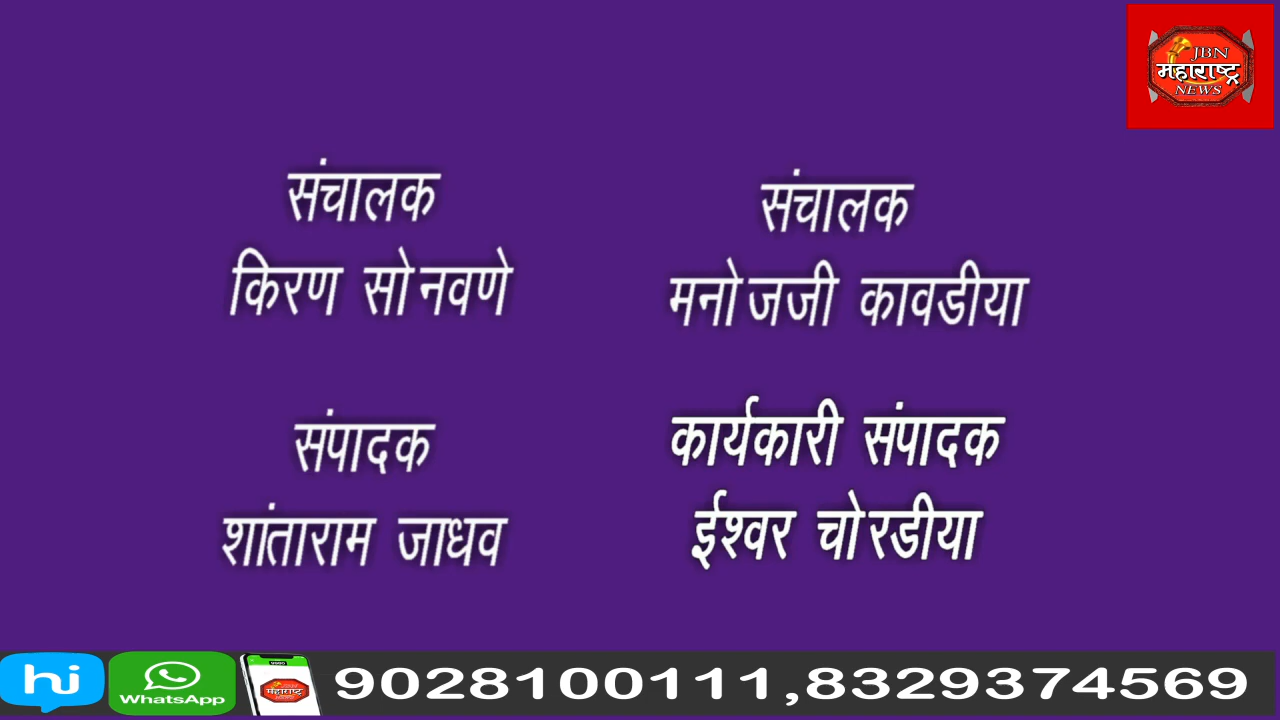 JBN
महाराष्ट्र
NEWS
संचालक
किरण सोनवणे
संचालक
मनोजजी कावडीया
संपादक
शांताराम जाधव
कार्यकारी संपादक
ईश्वर चोरडीया
hi
WhatsApp
महाराष्ट्र
9028100111,8329374569